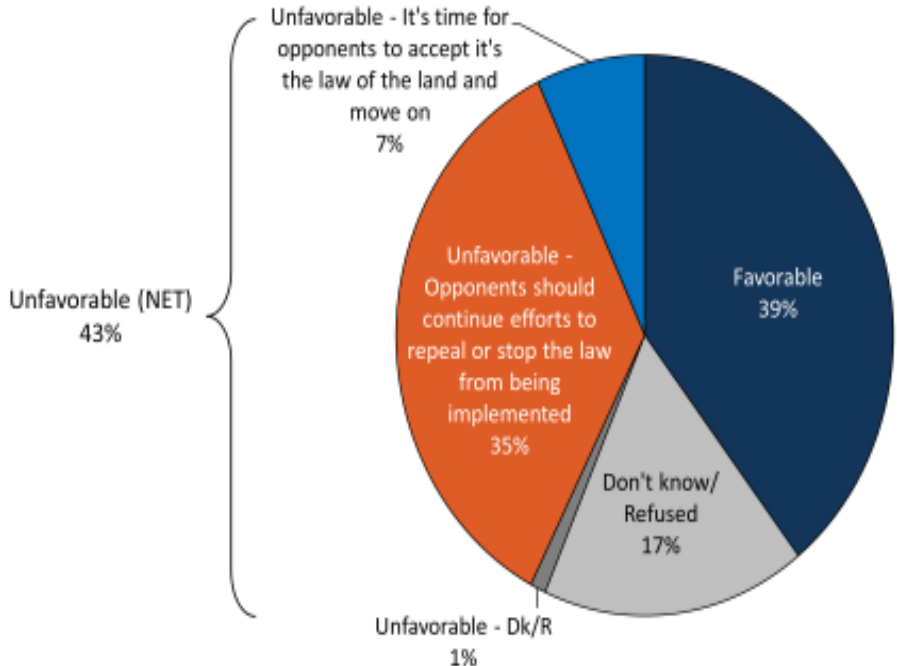 Unfavorable - It's time for
opponents to accept it's
the law of the land and
move on
7%
Unfavorable (NET)
43%
Unfavorable -
Opponents should
continue efforts to
repeal or stop the law
from being
implemented
35%
Favorable
39%
Don't know/
Refused
17%
Unfavorable - Dk/R
1%